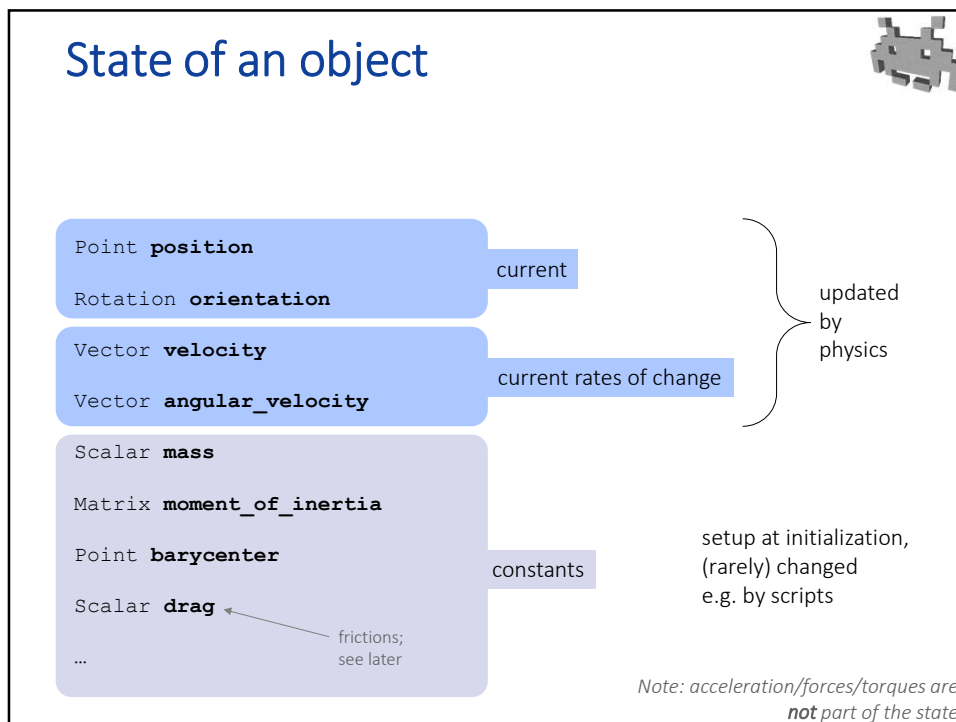 State of an object
Point position
Rotation orientation
current
Vector velocity
Vector angular_velocity
current rates of change
updated
by
physics
Scalar mass
Matrix moment_of_inertia
Point barycenter
Scalar drag
…
constants
frictions;
see later
setup at initialization,
(rarely) changed
e.g. by scripts
Note: acceleration/forces/torques are
not part of the state